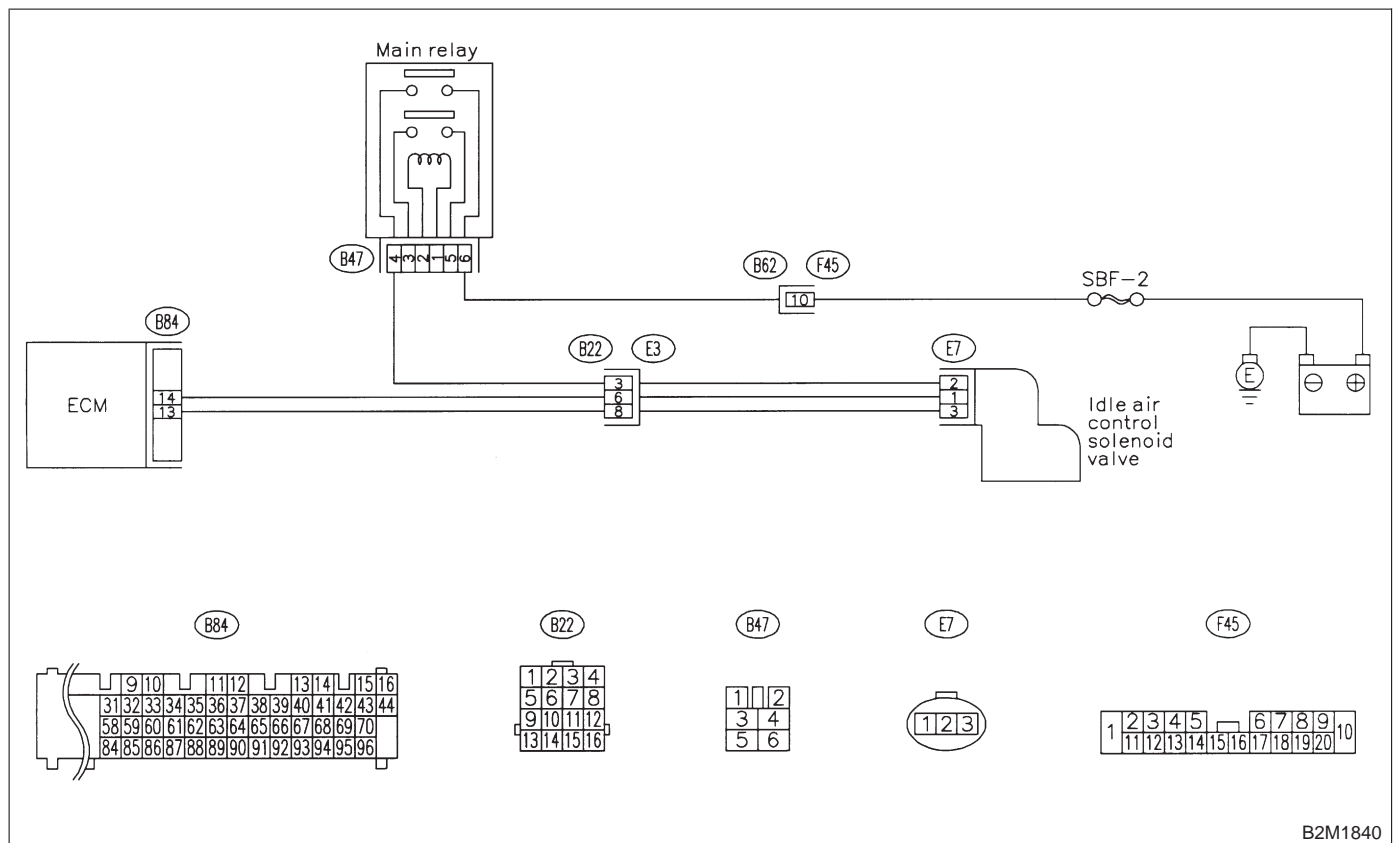 Main relay
B47
4 3 2 1 5 6
B62 F45
10
SBF-2
B84
B22 E3
E7
ECM
14
13
3
6
8
2
1
3
E
Idle air
control
solenoid
valve
B84
9 10 11 12 13 14 15 16
31 32 33 34 35 36 37 38 39 40 41 42 43 44
58 59 60 61 62 63 64 65 66 67 68 69 70
84 85 86 87 88 89 90 91 92 93 94 95 96
B22
1 2 3 4
5 6 7 8
9 10 11 12
13 14 15 16
B47
1 2
3 4
5 6
E7
1 2 3
F45
1 2 3 4 5 6 7 8 9 10
11 12 13 14 15 16 17 18 19 20
B2M1840